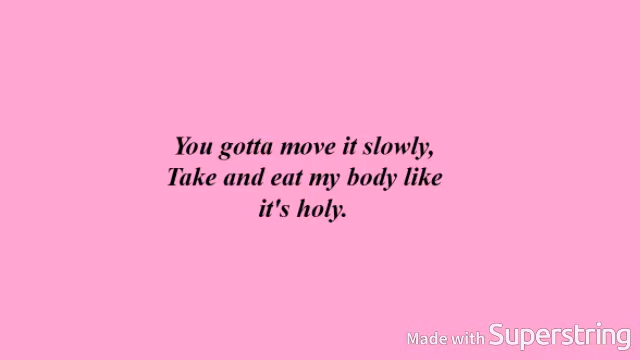 You gotta move it slowly,
Take and eat my body like
it's holy.
Made with Superstring